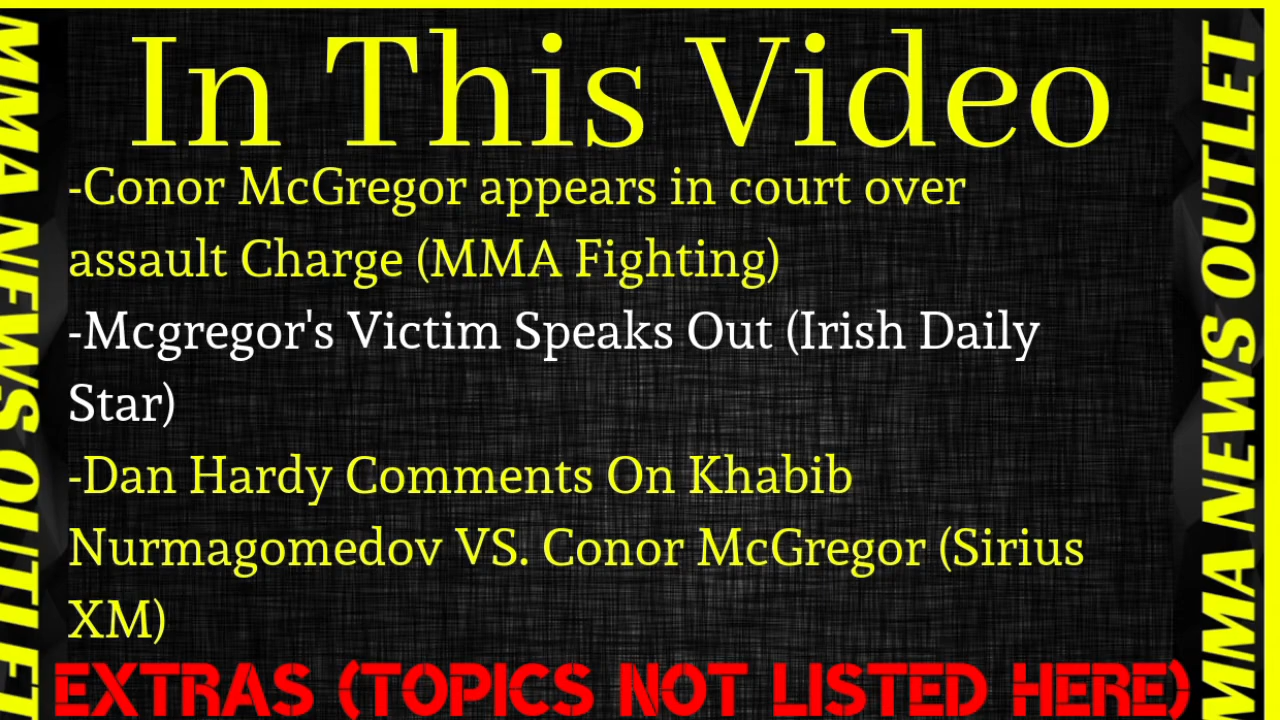 In This Video
-Conor McGregor appears in court over
assault Charge (MMA Fighting)
-Mcgregor's Victim Speaks Out (Irish Daily
Star)
-Dan Hardy Comments On Khabib
Nurmagomedov VS. Conor McGregor (Sirius
XM)
EXTRAS (TOPICS NOT LISTED HERE)
MMA NEWS OUTLET
MMA NEWS OUTLET